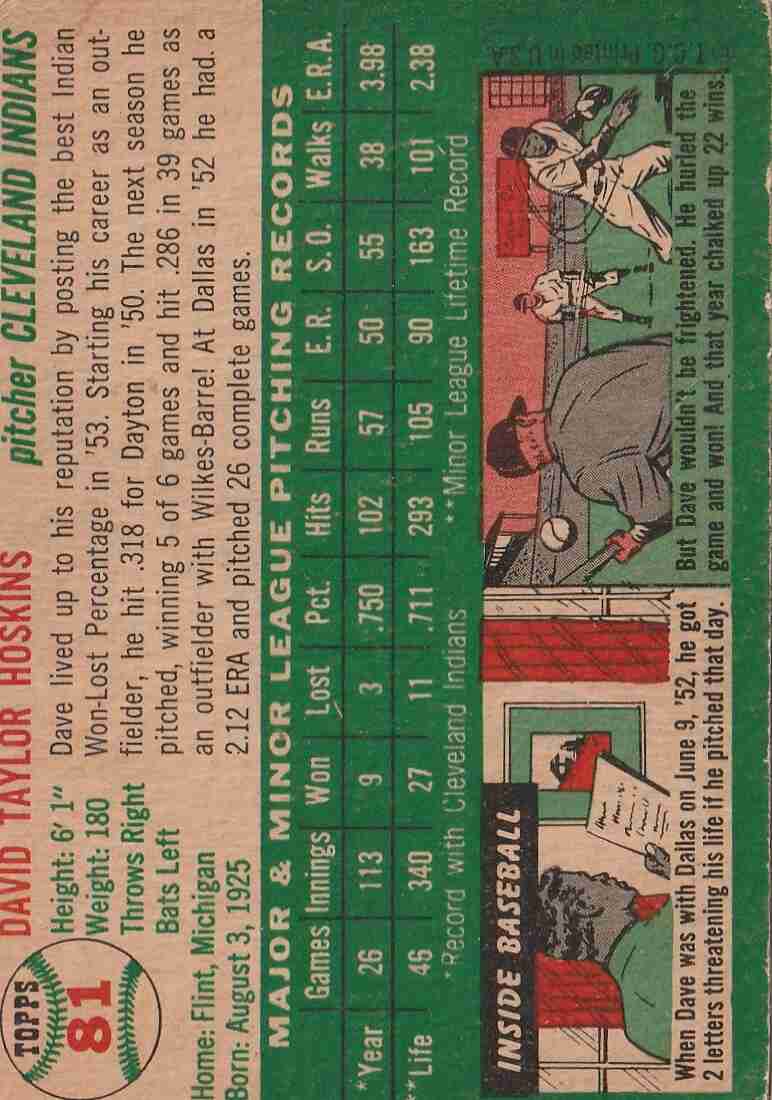 TOPPS
81
DAVID TAYLOR HOSKINS
pitcher CLEVELAND INDIANS
Height: 6' 1"
Weight: 180
Throws Right
Bats Left
Home: Flint, Michigan
Born: August 3, 1925
Dave lived up to his reputation by posting the best Indian
Won-Lost Percentage in '53. Starting his career as an out-
fielder, he hit .318 for Dayton in '50. The next season he
pitched, winning 5 of 6 games and hit .286 in 39 games as
an outfielder with Wilkes-Barre! At Dallas in '52 he had a
2.12 ERA and pitched 26 complete games.
MAJOR & MINOR LEAGUE PITCHING RECORDS
Games Innings Won Lost Pct. Hits Runs E.R. S.O. Walks E.R.A.
*Year 26 113 9 3 .750 102 57 50 55 38 3.98
**Life 46 340 27 11 .711 293 105 90 163 101 2.38
*Record with Cleveland Indians **Minor League Lifetime Record
INSIDE BASEBALL
When Dave was with Dallas on June 9, '52, he got
2 letters threatening his life if he pitched that day.
But Dave wouldn't be frightened. He hurled the
game and won! And that year chalked up 22 wins.
T.C.G. Printed in U.S.A.